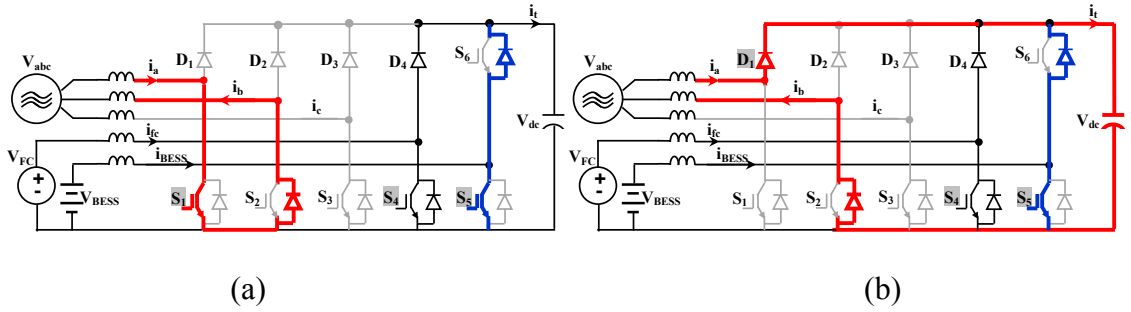 i_t
D_1 D_2 D_3 D_4 S_6
V_abc i_a
i_b
i_c
V_dc
i_fc
V_FC i_BESS
V_BESS S_1 S_2 S_3 S_4 S_5
(a)
i_t
D_1 D_2 D_3 D_4 S_6
V_abc i_a
i_b
i_c
V_dc
i_fc
V_FC i_BESS
V_BESS S_1 S_2 S_3 S_4 S_5
(b)